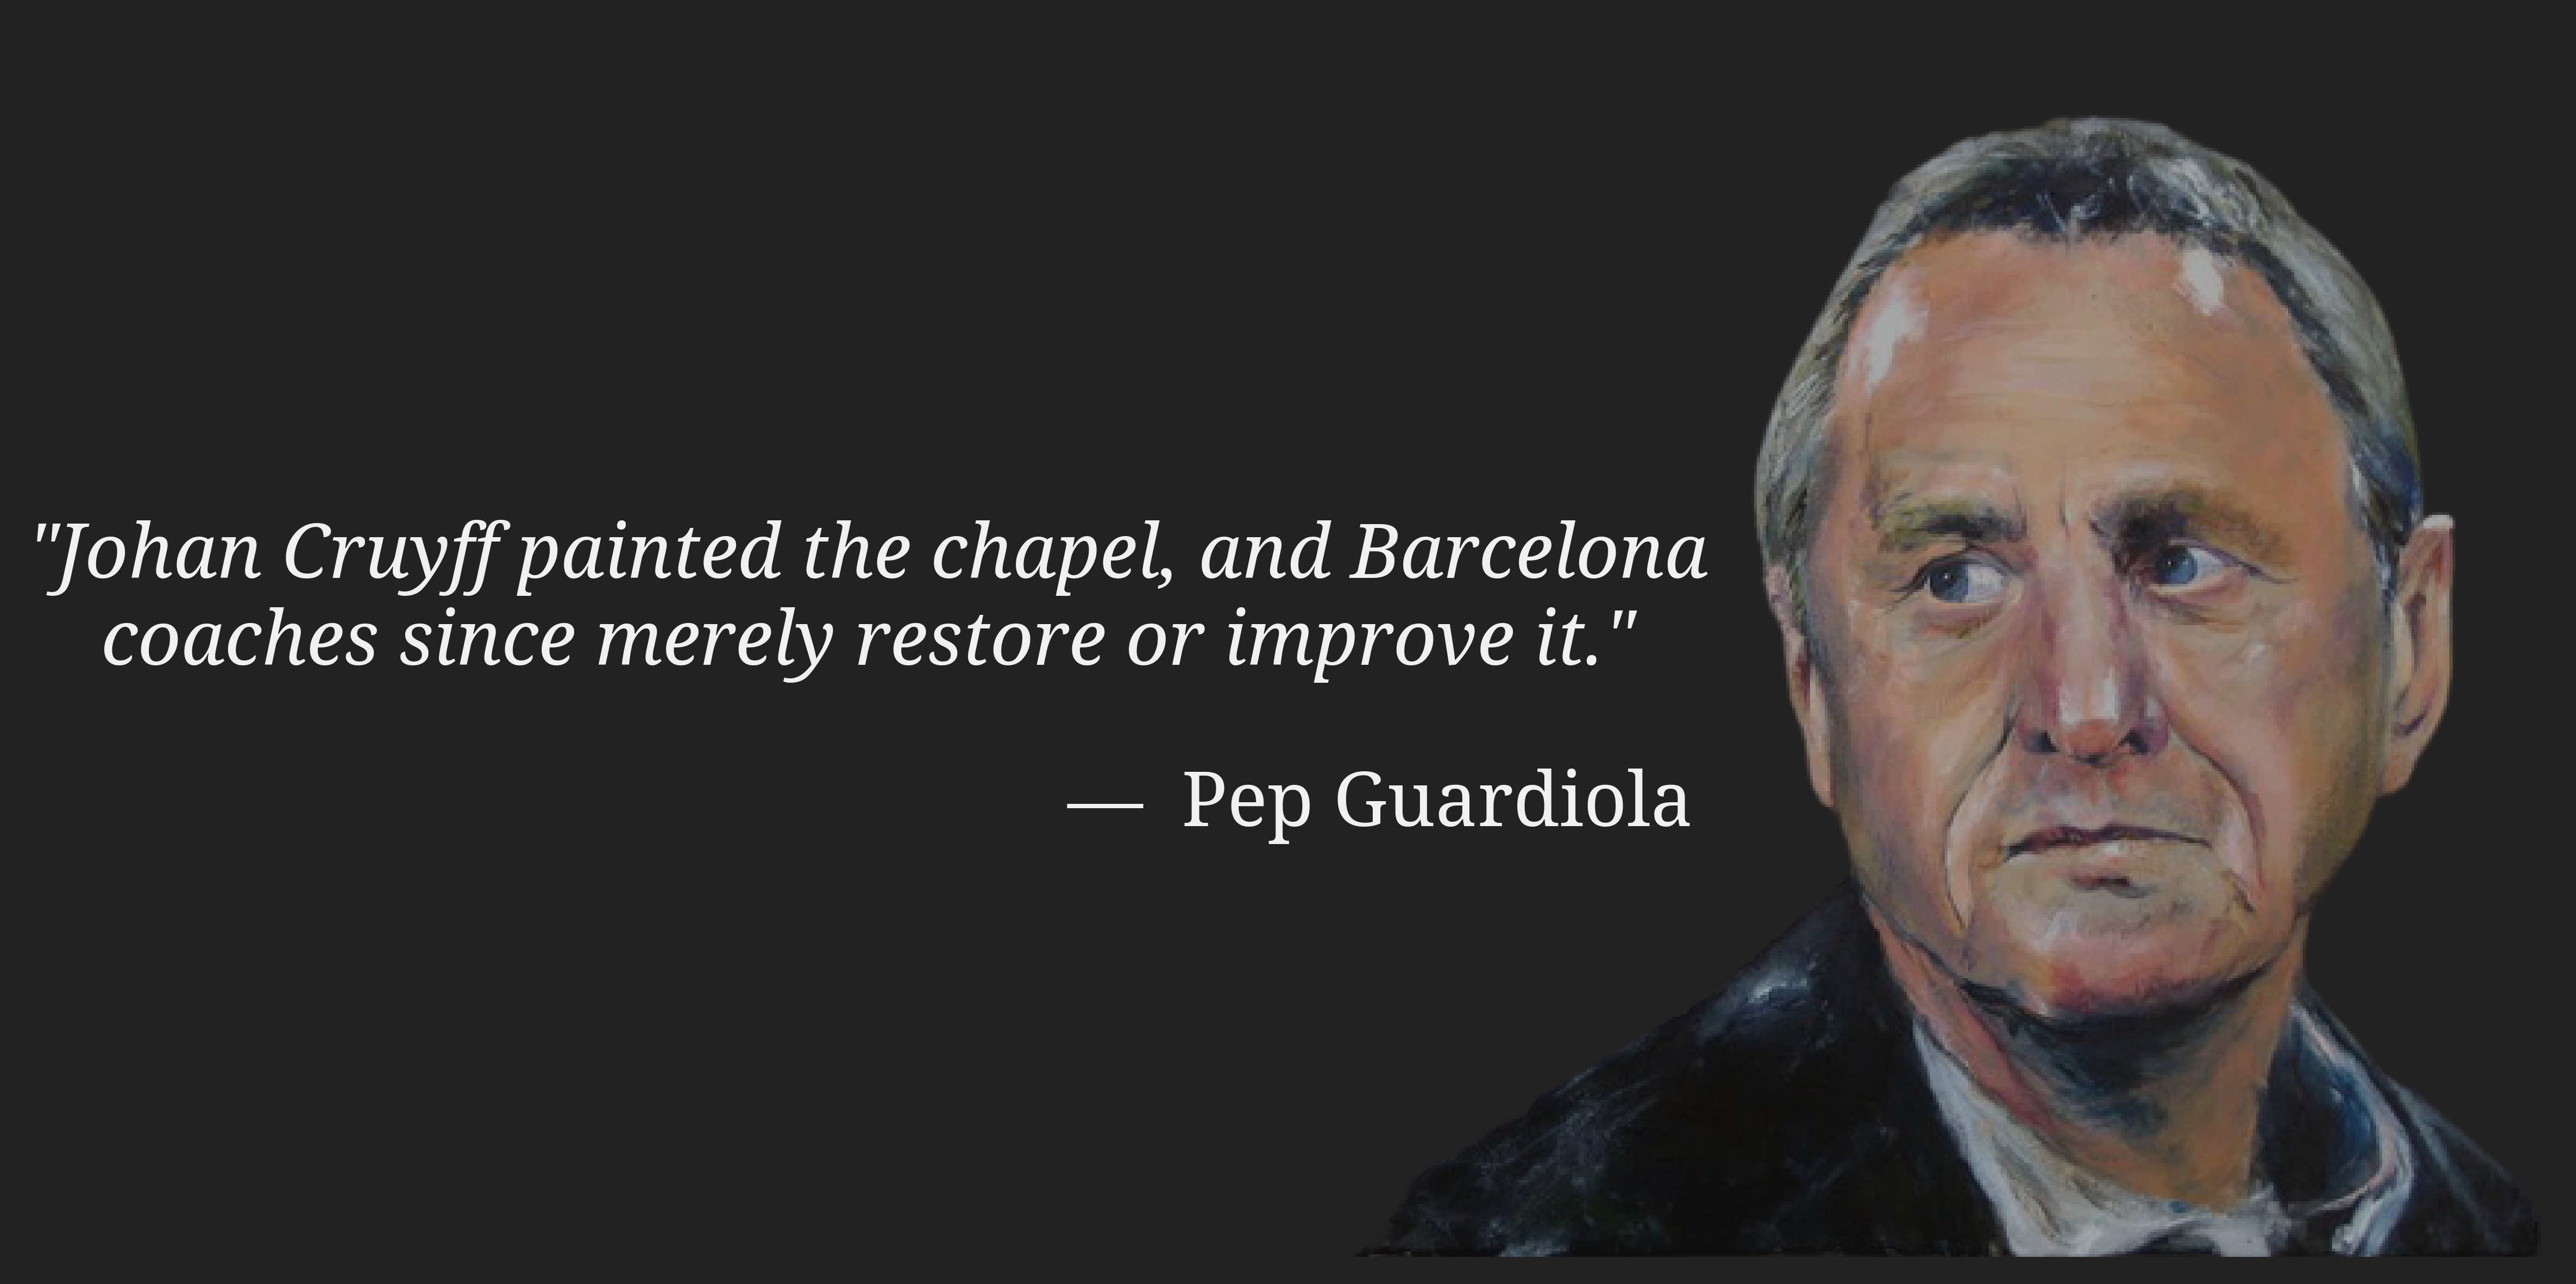 "Johan Cruyff painted the chapel, and Barcelona
coaches since merely restore or improve it."
— Pep Guardiola